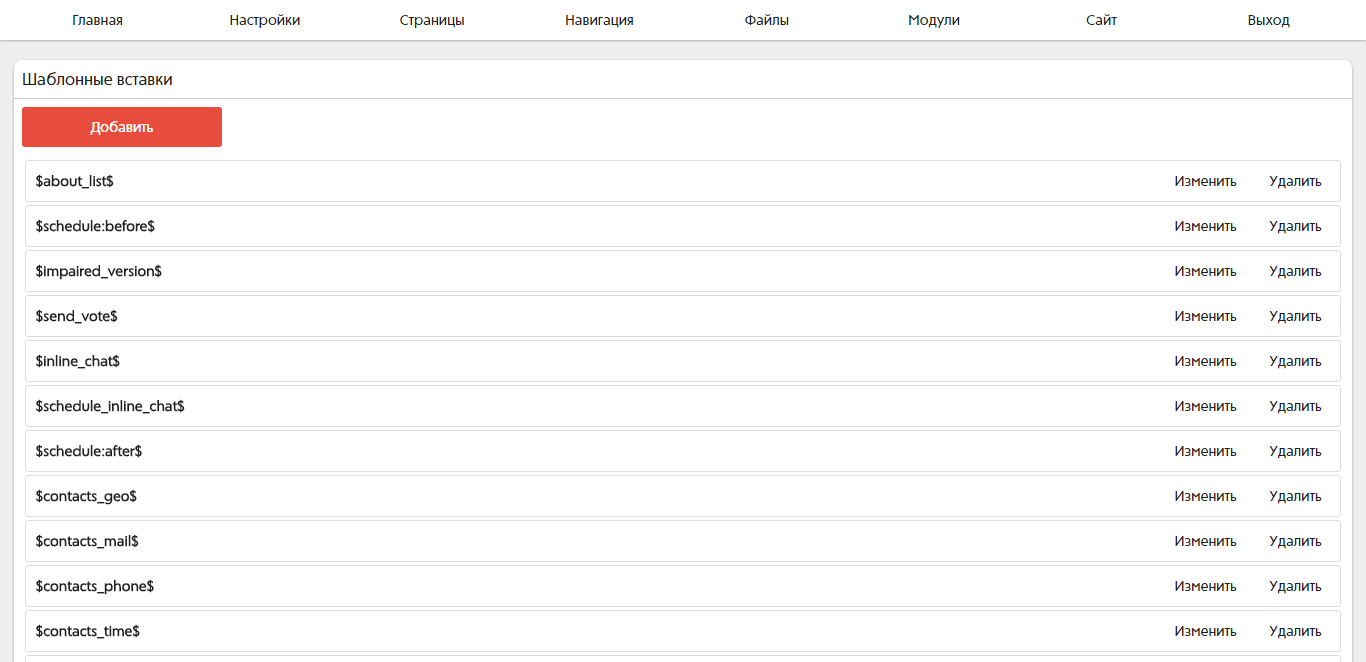 Главная Настройки Страницы Навигация Файлы Модули Сайт Выход
Шаблонные вставки
Добавить
$about_list$ Изменить Удалить
$schedule:before$ Изменить Удалить
$impaired_version$ Изменить Удалить
$send_vote$ Изменить Удалить
$inline_chat$ Изменить Удалить
$schedule_inline_chat$ Изменить Удалить
$schedule:after$ Изменить Удалить
$contacts_geo$ Изменить Удалить
$contacts_mail$ Изменить Удалить
$contacts_phone$ Изменить Удалить
$contacts_time$ Изменить Удалить